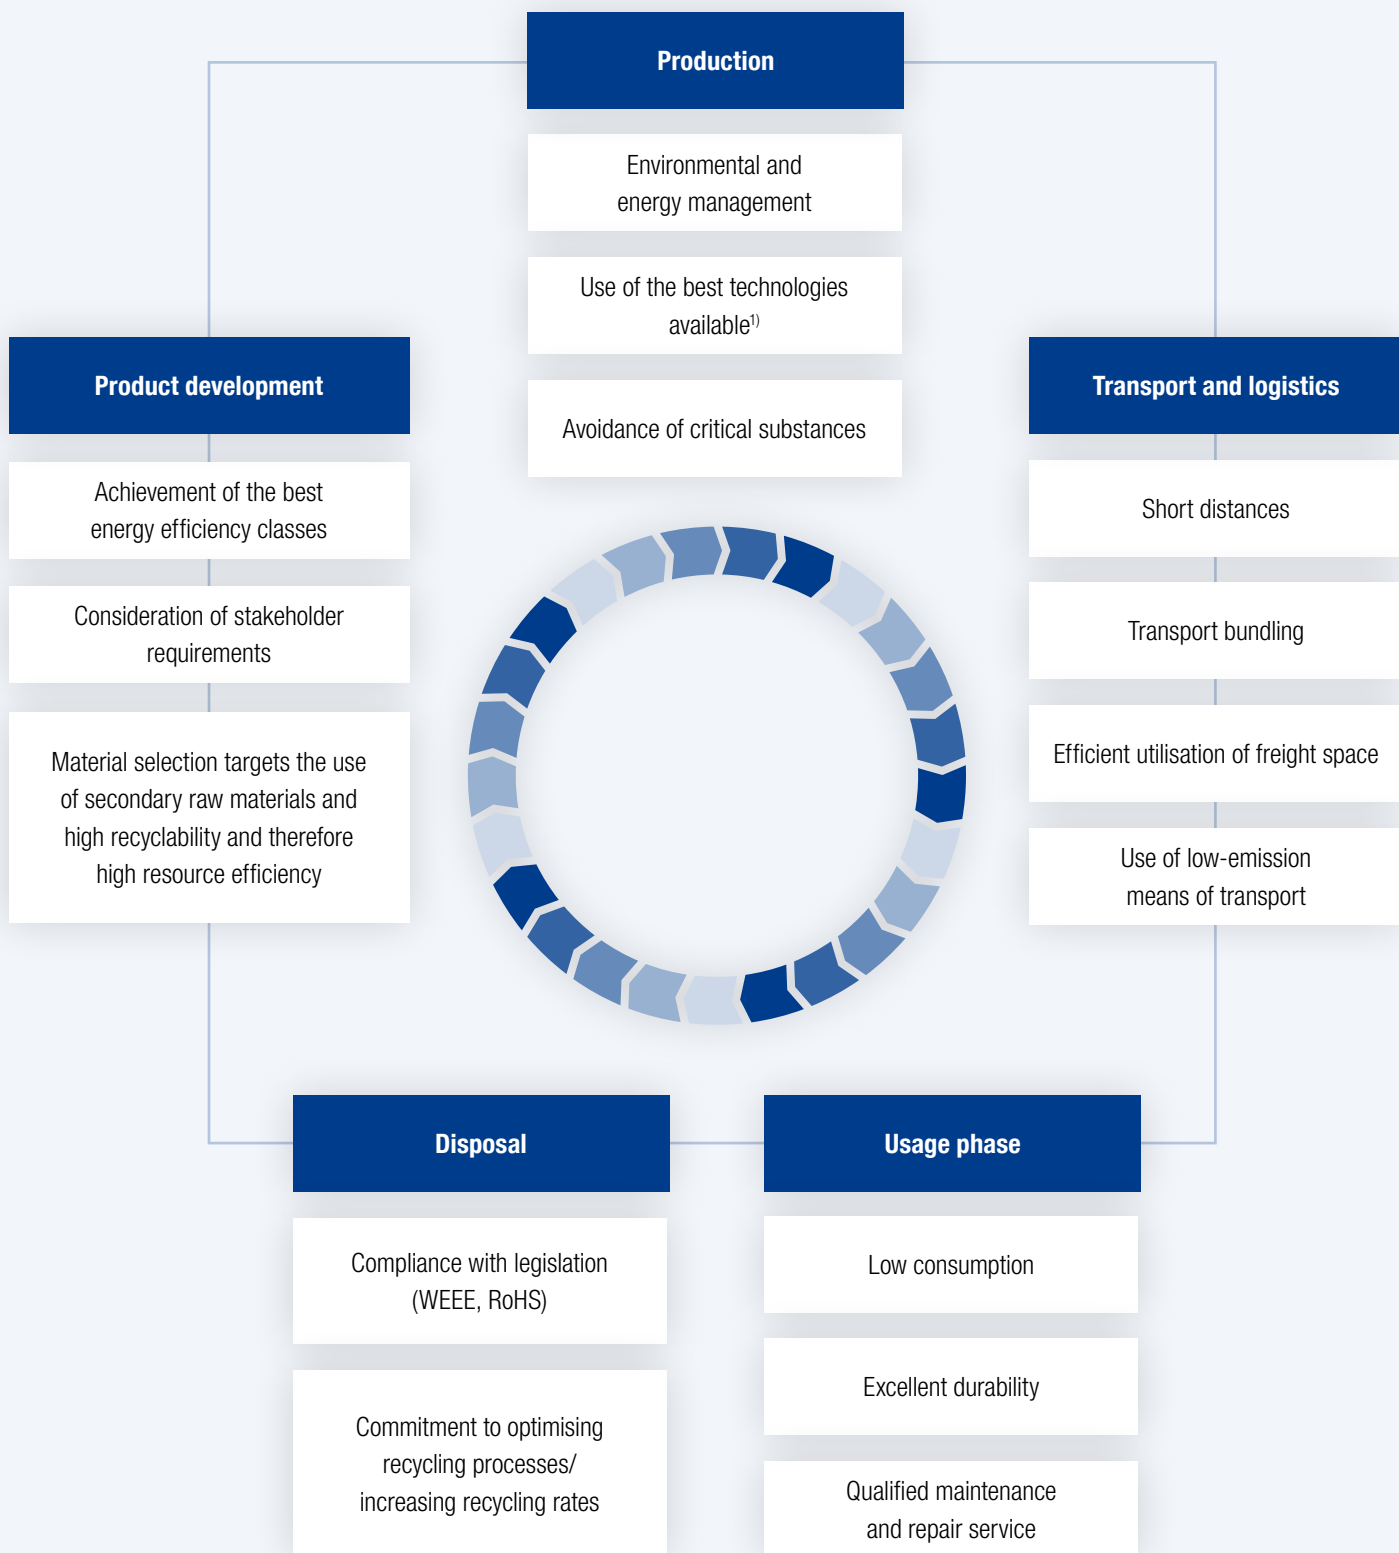 Production
Environmental and
energy management
Use of the best technologies
available1)
Avoidance of critical substances
Product development
Achievement of the best
energy efficiency classes
Consideration of stakeholder
requirements
Material selection targets the use
of secondary raw materials and
high recyclability and therefore
high resource efficiency
Transport and logistics
Short distances
Transport bundling
Efficient utilisation of freight space
Use of low-emission
means of transport
Disposal
Compliance with legislation
(WEEE, RoHS)
Commitment to optimising
recycling processes/
increasing recycling rates
Usage phase
Low consumption
Excellent durability
Qualified maintenance
and repair service